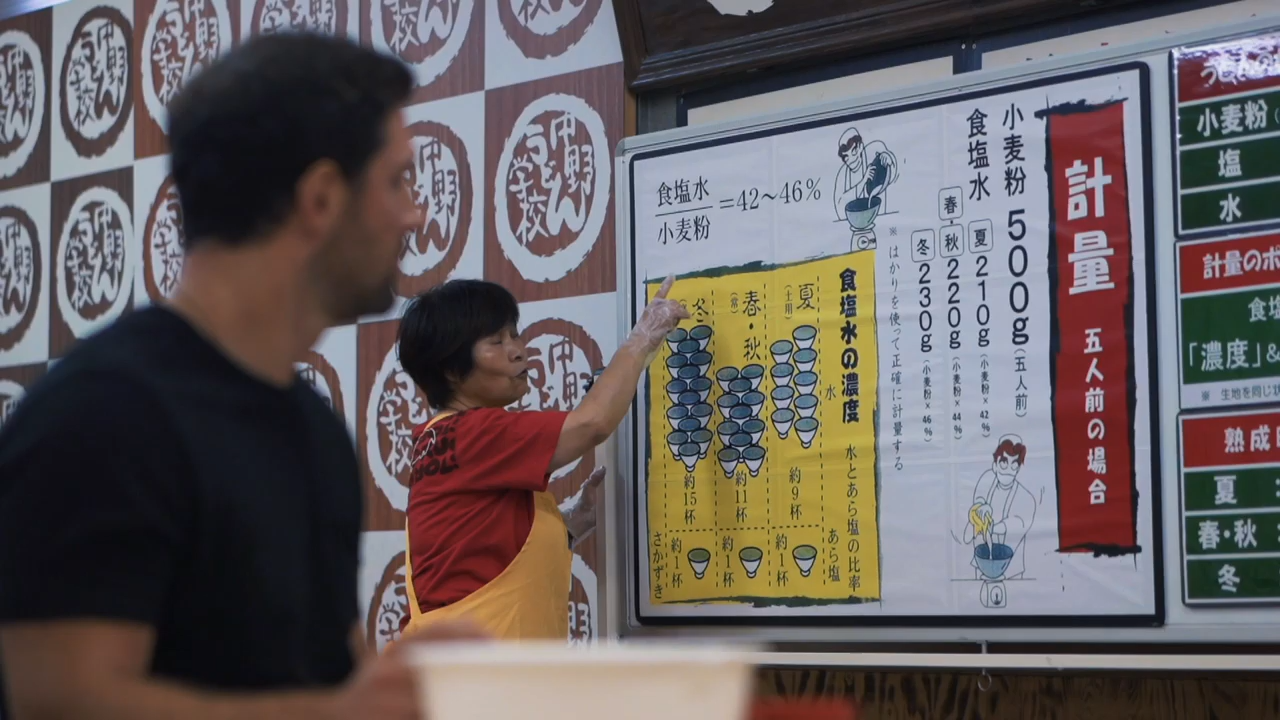 中野うどん学校
計量 五人前の場合
小麦粉 500g(五人前)
食塩水
夏 210g(小麦粉×42%)
春・秋 220g(小麦粉×44%)
冬 230g(小麦粉×46%)
※はかりを使って正確に計量する
食塩水
小麦粉
=42～46%
食塩水の濃度 水とあら塩の比率
水 あら塩
夏(土用) 約9杯 約1杯
春・秋(常) 約11杯 約1杯
冬 約15杯 約1杯
さかずき
小麦粉
塩
水
計量のポ
食塩
「濃度」&
※ 生地を同じ
熟成
夏
春・秋
冬